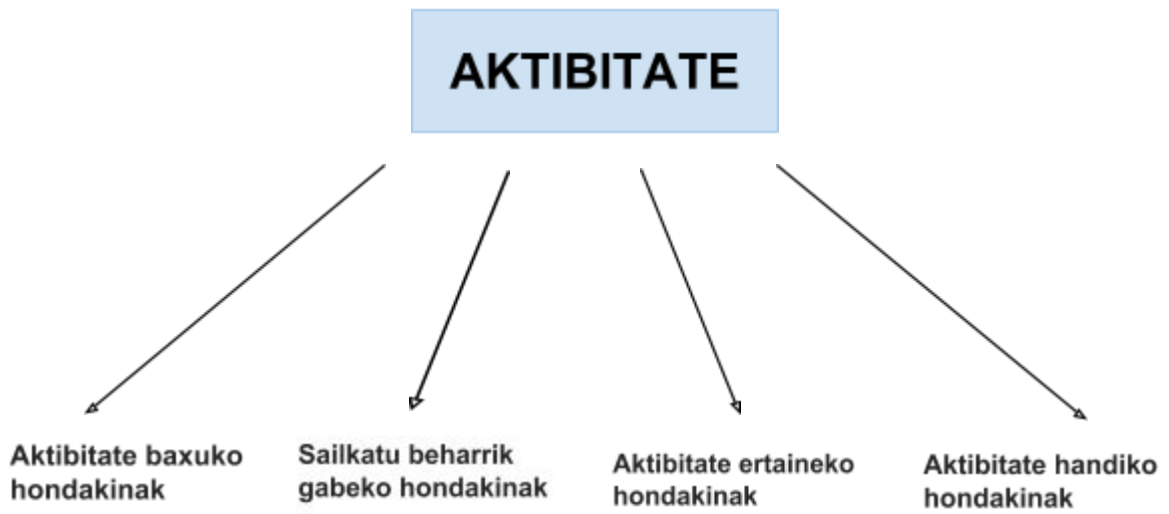 AKTIBITATE
Aktibitate baxuko
hondakinak
Sailkatu beharrik
gabeko hondakinak
Aktibitate ertaineko
hondakinak
Aktibitate handiko
hondakinak